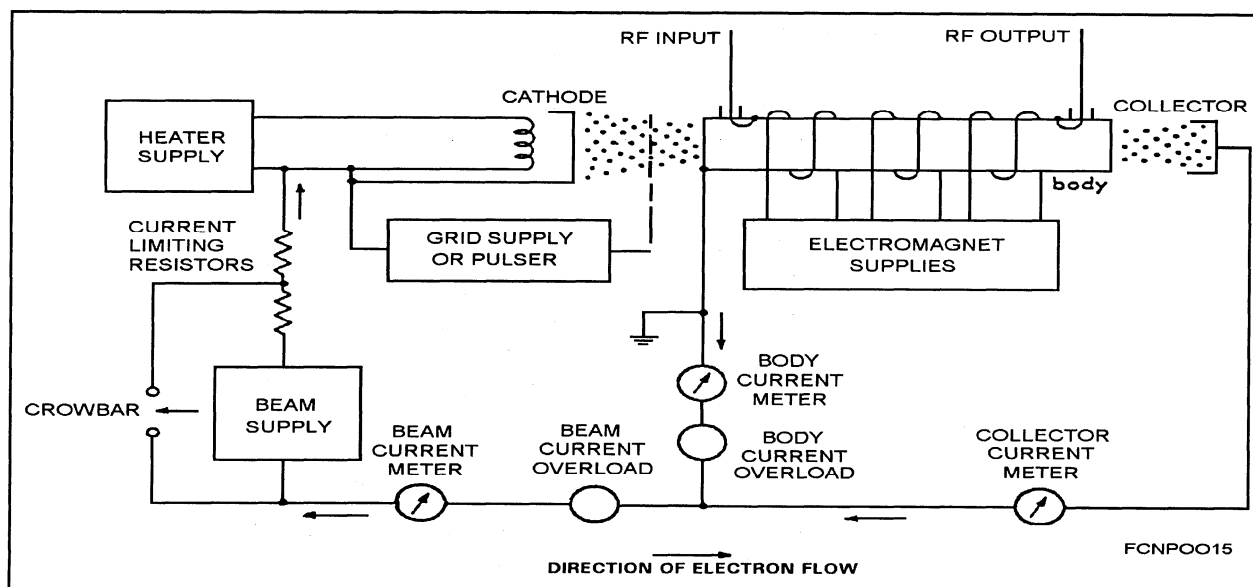 RF INPUT
RF OUTPUT
CATHODE
COLLECTOR
HEATER
SUPPLY
body
CURRENT
LIMITING
RESISTORS
GRID SUPPLY
OR PULSER
ELECTROMAGNET
SUPPLIES
BODY
CURRENT
METER
CROWBAR
BEAM
SUPPLY
BEAM
CURRENT
METER
BEAM
CURRENT
OVERLOAD
BODY
CURRENT
OVERLOAD
COLLECTOR
CURRENT
METER
FCNPOO15
DIRECTION OF ELECTRON FLOW